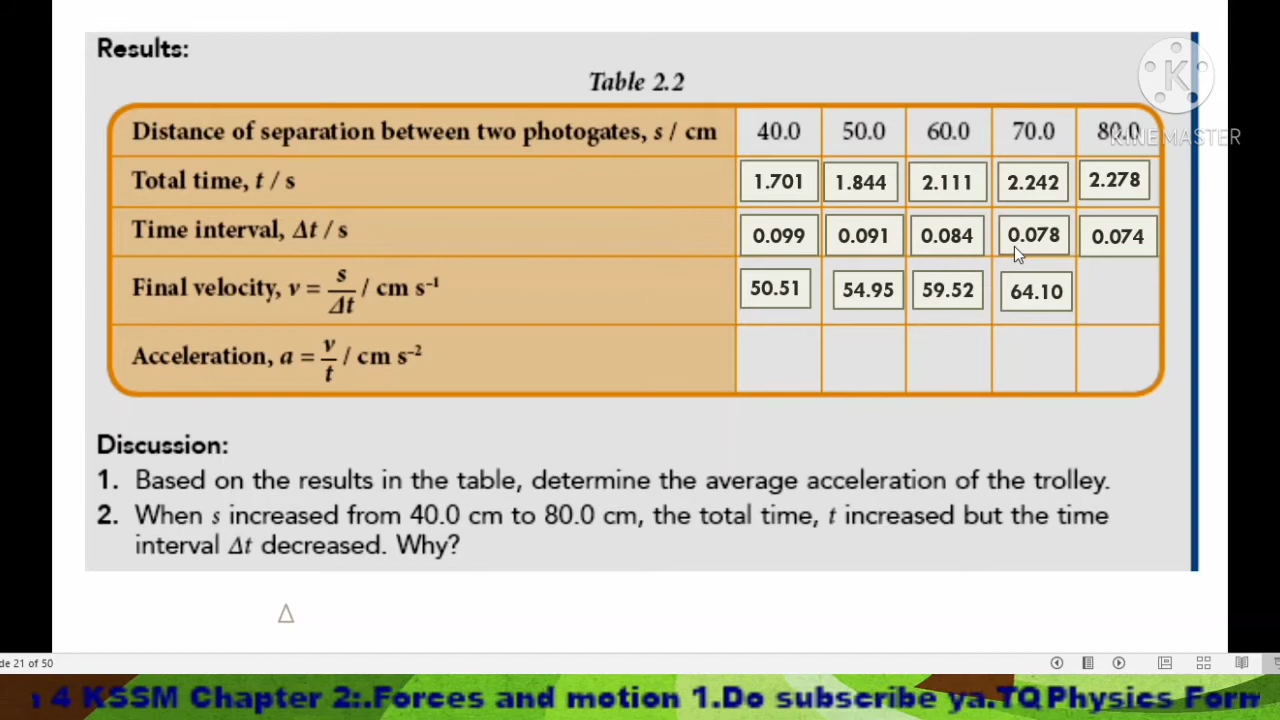 Results:
Table 2.2
K
KINEMASTER
Distance of separation between two photogates, s / cm 40.0 50.0 60.0 70.0 80.0
Total time, t / s 1.701 1.844 2.111 2.242 2.278
Time interval, Δt / s 0.099 0.091 0.084 0.078 0.074
Final velocity, v = s/Δt / cm s⁻¹ 50.51 54.95 59.52 64.10
Acceleration, a = v/t / cm s⁻²
Discussion:
1. Based on the results in the table, determine the average acceleration of the trolley.
2. When s increased from 40.0 cm to 80.0 cm, the total time, t increased but the time
interval Δt decreased. Why?
Δ
de 21 of 50
4 KSSM Chapter 2:.Forces and motion 1.Do subscribe ya.TQ Physics Form